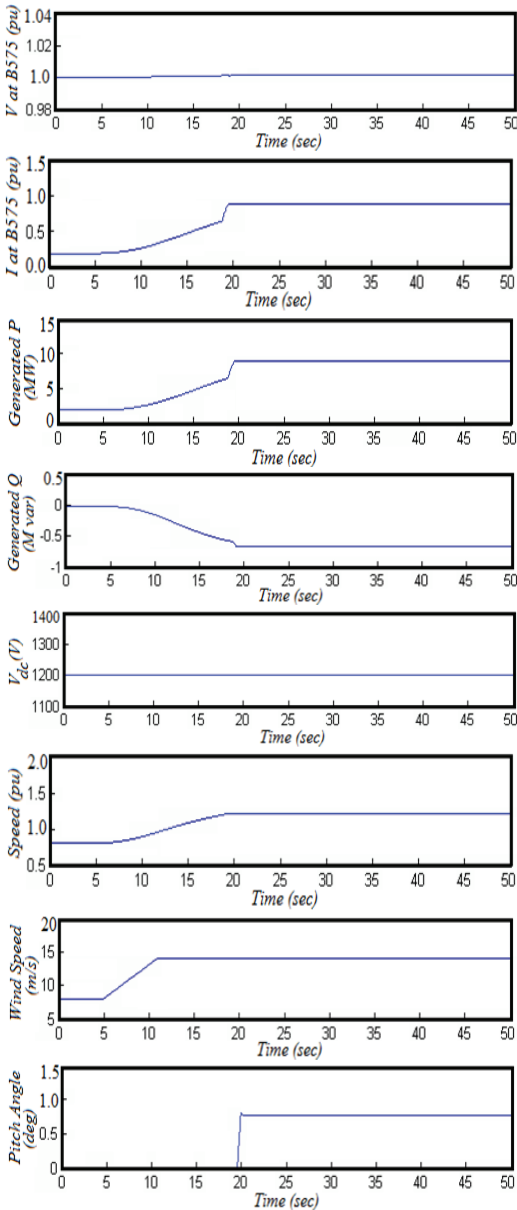 V at B575 (pu)
1.04
1.02
1.0
0.98
0 5 10 15 20 25 30 35 40 45 50
Time (sec)
I at B575 (pu)
1.5
1.0
0.5
0.0
0 5 10 15 20 25 30 35 40 45 50
Time (sec)
Generated P
(MW)
15
10
5
0
0 5 10 15 20 25 30 35 40 45 50
Time (sec)
Generated Q
(M var)
0.5
0
-0.5
-1
0 5 10 15 20 25 30 35 40 45 50
Time (sec)
Vdc (V)
1400
1300
1200
1100
0 5 10 15 20 25 30 35 40 45 50
Time (sec)
Speed (pu)
2.0
1.5
1.0
0.5
0 5 10 15 20 25 30 35 40 45 50
Time (sec)
Wind Speed
(m/s)
20
15
10
5
0 5 10 15 20 25 30 35 40 45 50
Time (sec)
Pitch Angle
(deg)
1.5
1.0
0.5
0
0 5 10 15 20 25 30 35 40 45 50
Time (sec)